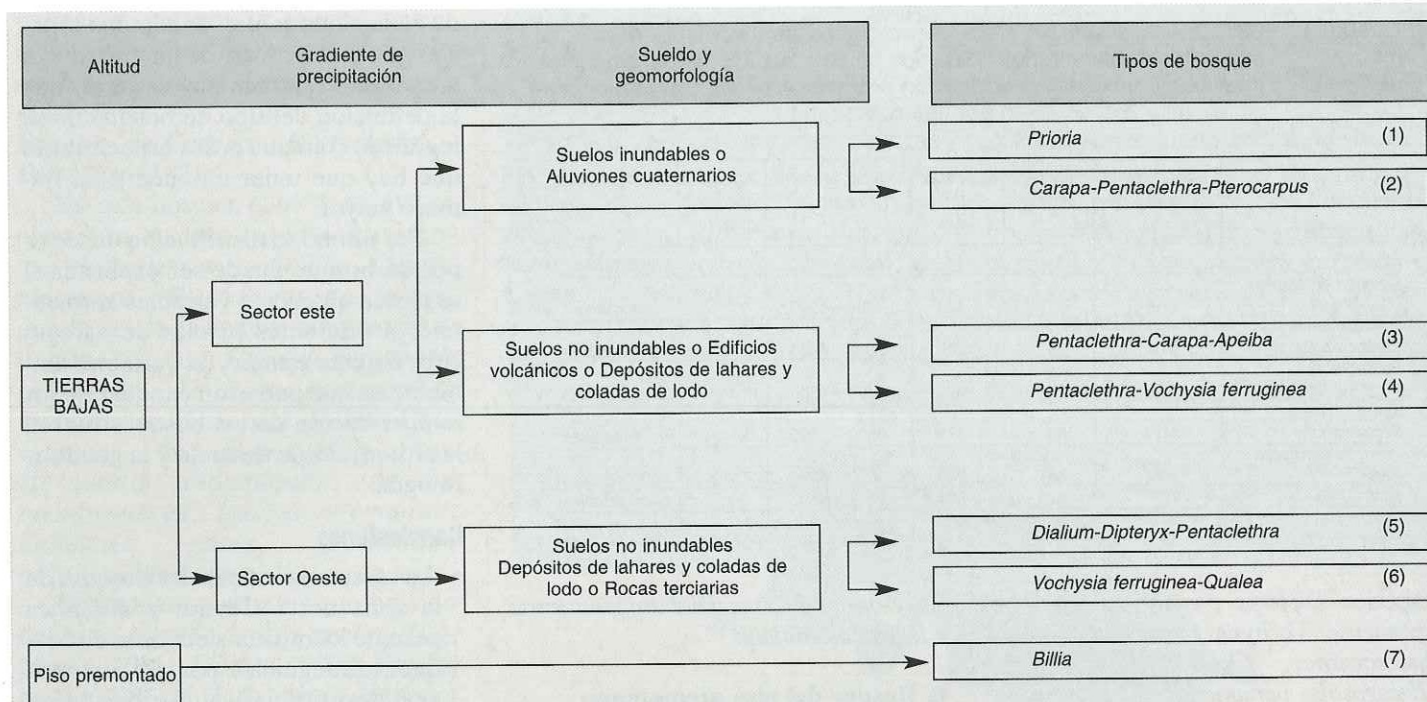 Altitud
Gradiente de
precipitación
Sueldo y
geomorfología
Tipos de bosque
Suelos inundables o
Aluviones cuaternarios
Prioria (1)
Carapa-Pentaclethra-Pterocarpus (2)
Sector este
TIERRAS
BAJAS
Suelos no inundables o Edificios
volcánicos o Depósitos de lahares y
coladas de lodo
Pentaclethra-Carapa-Apeiba (3)
Pentaclethra-Vochysia ferruginea (4)
Sector Oeste
Suelos no inundables
Depósitos de lahares y coladas de
lodo o Rocas terciarias
Dialium-Dipteryx-Pentaclethra (5)
Vochysia ferruginea-Qualea (6)
Piso premontado
Billia (7)